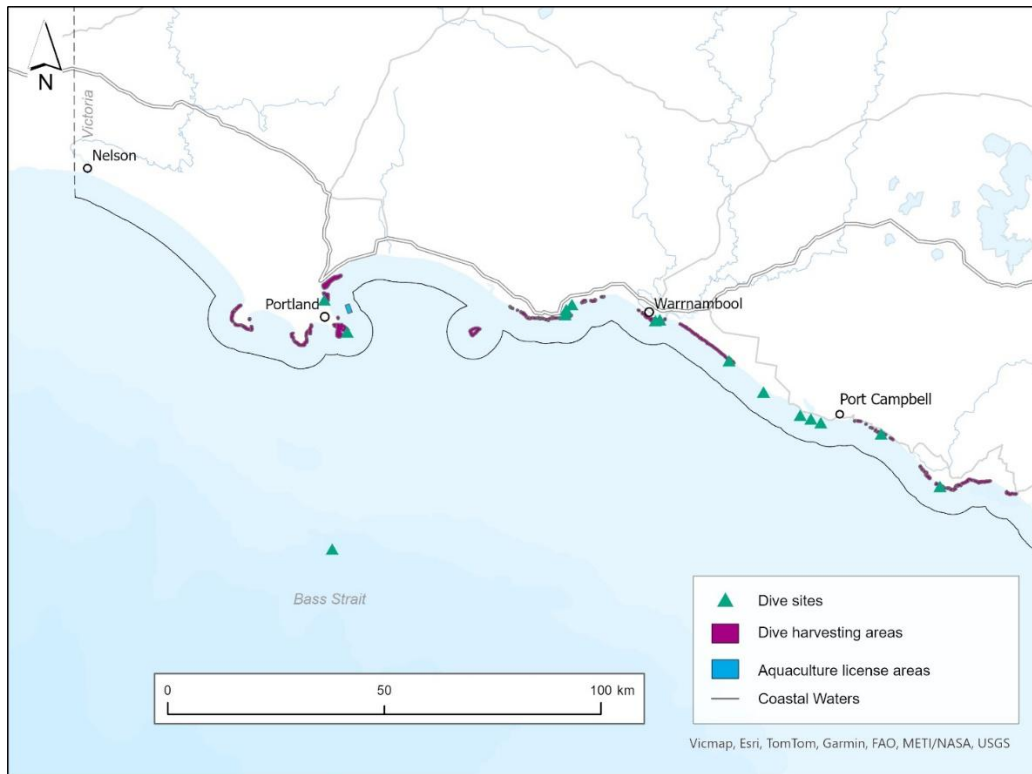 N
Victoria
Nelson
Portland
Warrnambool
Port Campbell
Bass Strait
0 50 100 km
Dive sites
Dive harvesting areas
Aquaculture license areas
Coastal Waters
Vicmap, Esri, TomTom, Garmin, FAO, METI/NASA, USGS